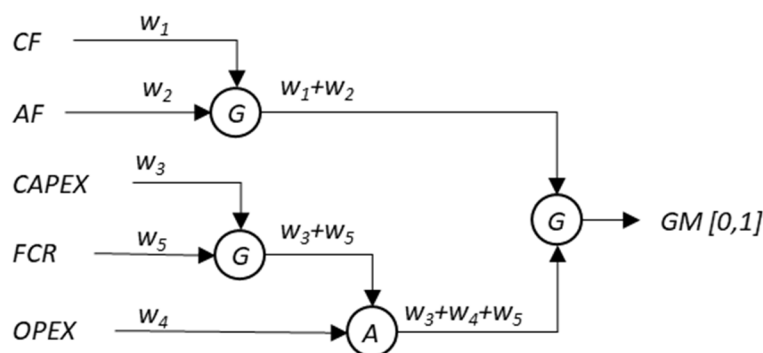 CF w1
AF w2 G w1+w2
CAPEX w3
G GM [0,1]
FCR w5 G w3+w5
OPEX w4 A w3+w4+w5